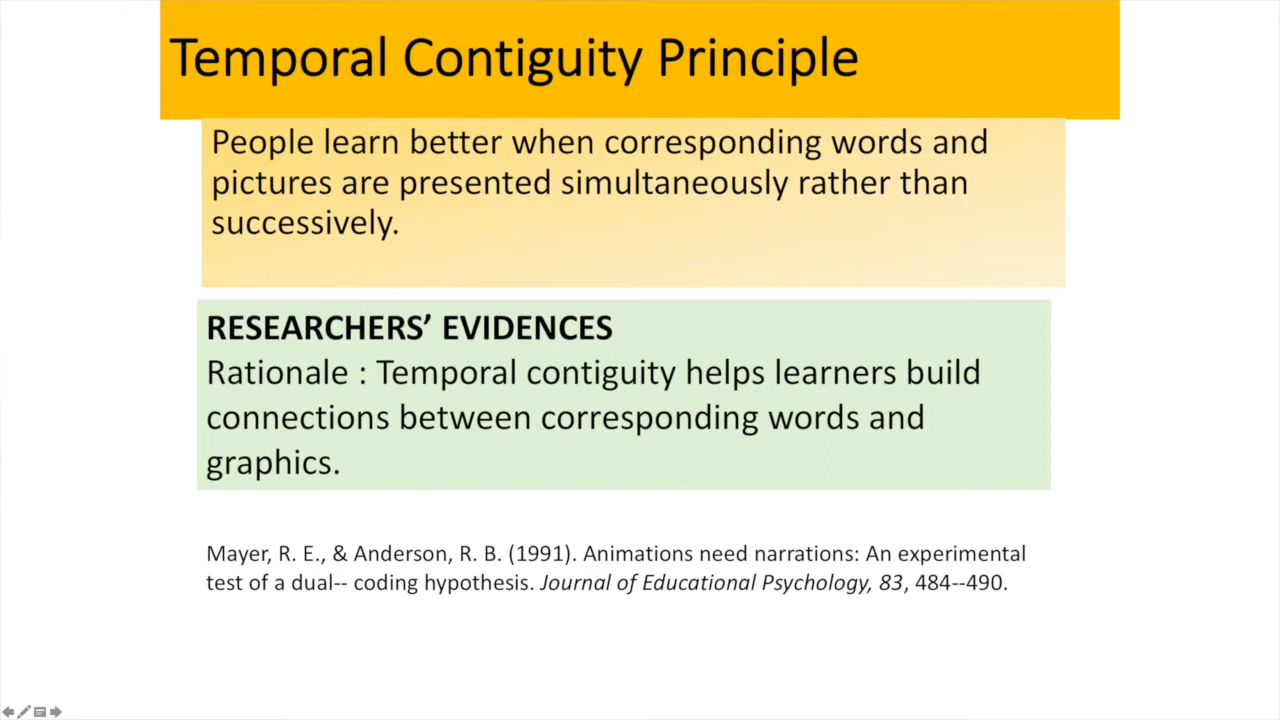 Temporal Contiguity Principle
People learn better when corresponding words and
pictures are presented simultaneously rather than
successively.
RESEARCHERS’ EVIDENCES
Rationale : Temporal contiguity helps learners build
connections between corresponding words and
graphics.
Mayer, R. E., & Anderson, R. B. (1991). Animations need narrations: An experimental
test of a dual-- coding hypothesis. Journal of Educational Psychology, 83, 484--490.